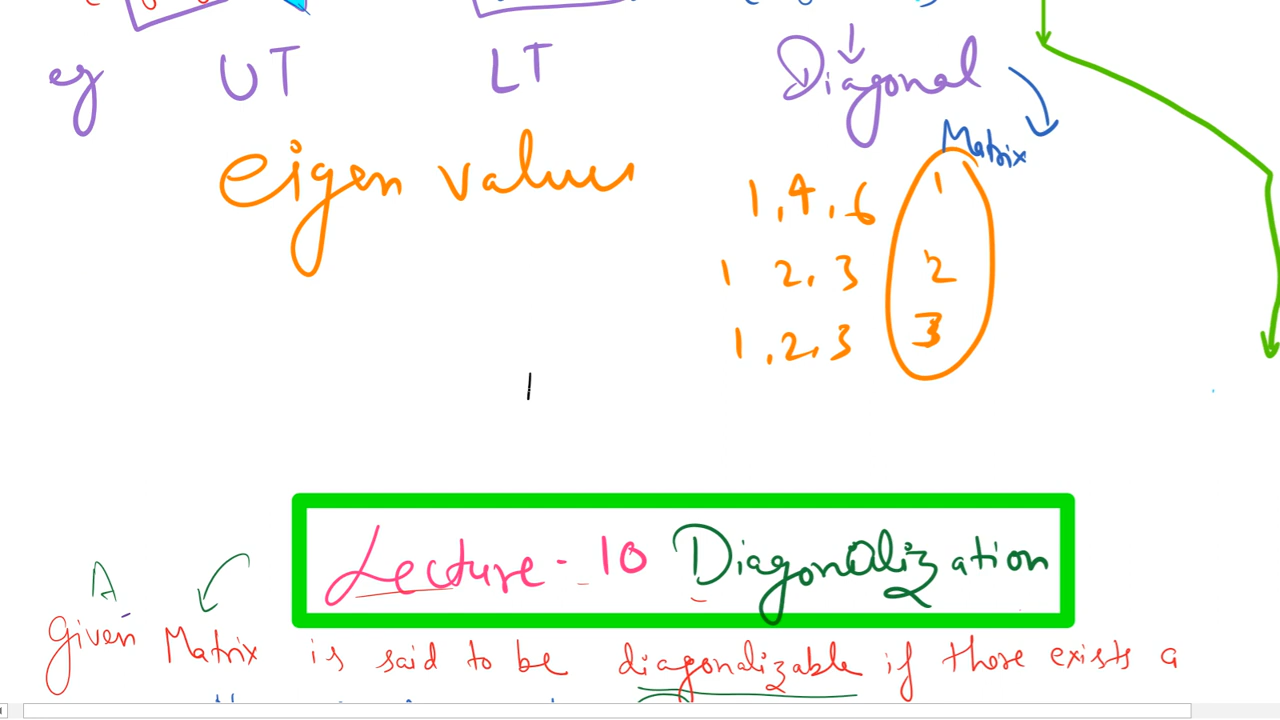 eg UT LT Diagonal
Matrix
eigen values
1,4,6 1
1 2,3 2
1,2,3 3
Lecture - 10 Diagonalization
A
Given Matrix is said to be diagonalizable if there exists a